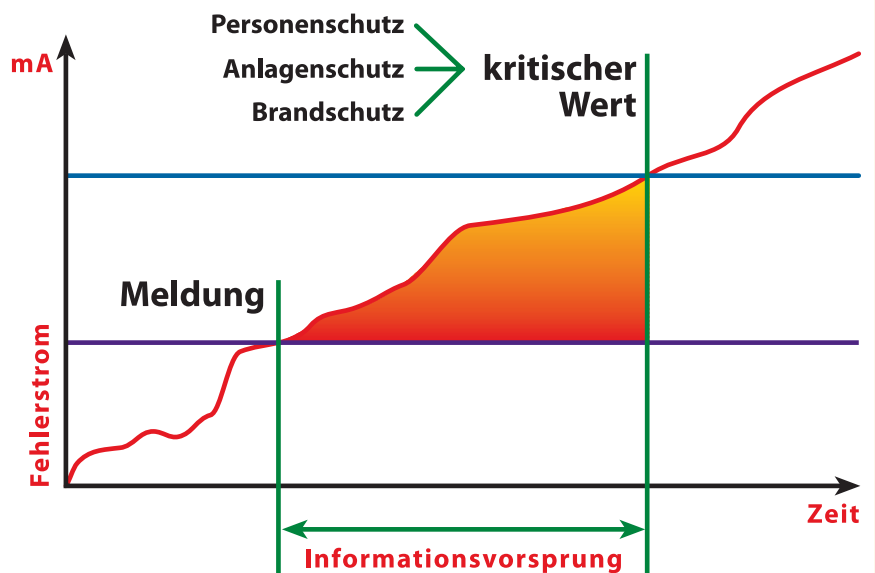 Personenschutz
mA
Anlagenschutz
kritischer
Wert
Brandschutz
Meldung
Fehlerstrom
Zeit
Informationsvorsprung